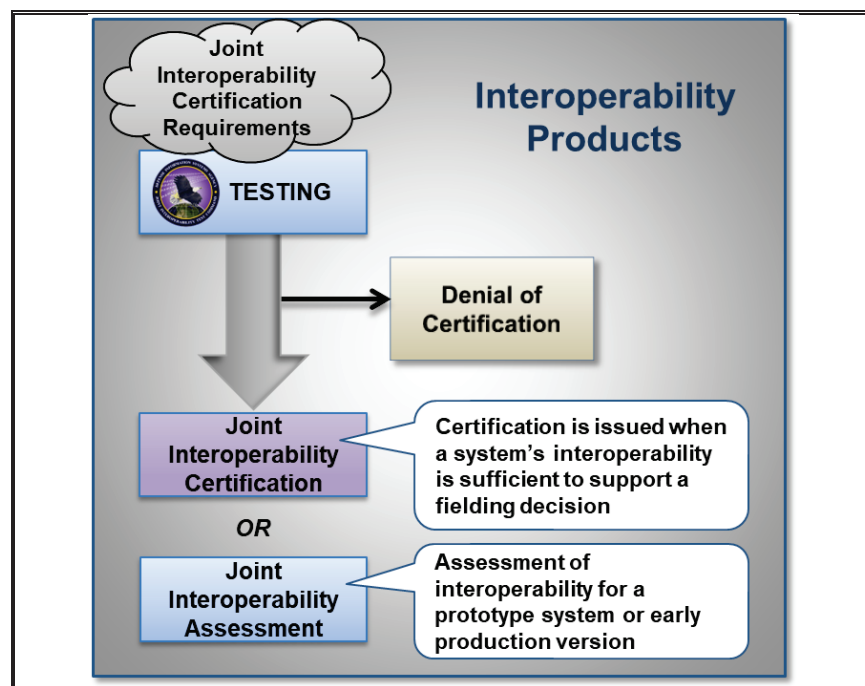 Joint
Interoperability
Certification
Requirements
Interoperability
Products
TESTING
Denial of
Certification
Joint
Interoperability
Certification
Certification is issued when
a system's interoperability
is sufficient to support a
fielding decision
OR
Joint
Interoperability
Assessment
Assessment of
interoperability for a
prototype system or early
production version